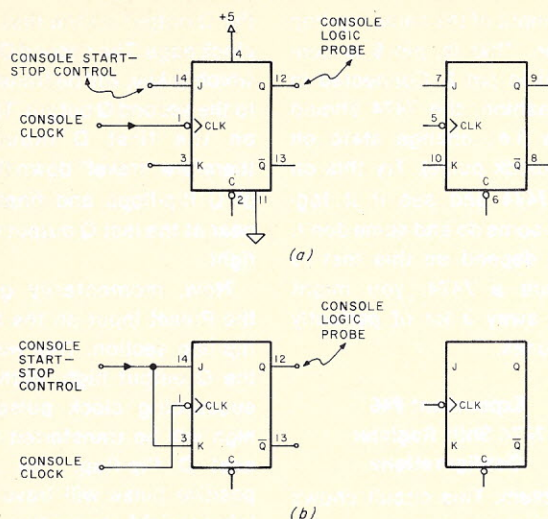 +5
CONSOLE
LOGIC
PROBE
CONSOLE START-
STOP CONTROL
CONSOLE
CLOCK
4
14
J
Q
12
1
CLK
3
K
Q̅
13
C
2
11
7
J
Q
9
5
CLK
10
K
Q̅
8
C
6
(a)
CONSOLE
LOGIC
PROBE
CONSOLE
START-
STOP
CONTROL
CONSOLE
CLOCK
14
J
Q
12
1
CLK
3
K
Q̅
13
C
J
Q
CLK
K
Q̅
C
(b)